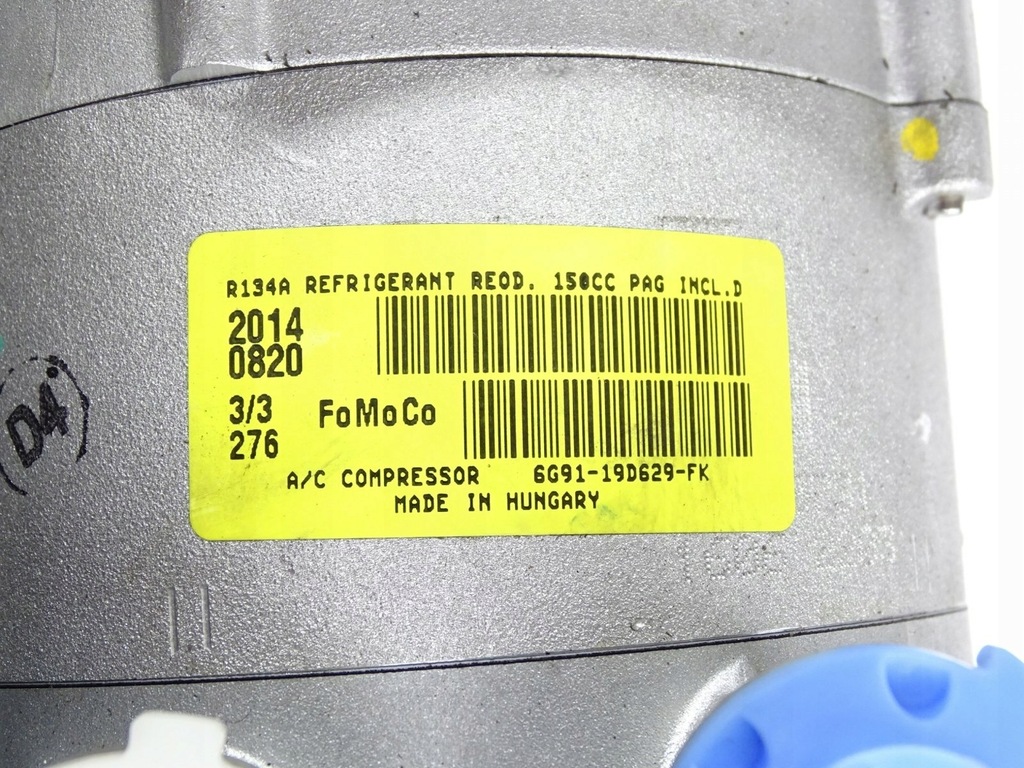 R134A REFRIGERANT REOD. 150CC PAG INCL.D
2014
0820
3/3
FoMoCo
276
A/C COMPRESSOR 6G91-19D629-FK
MADE IN HUNGARY
(D4)